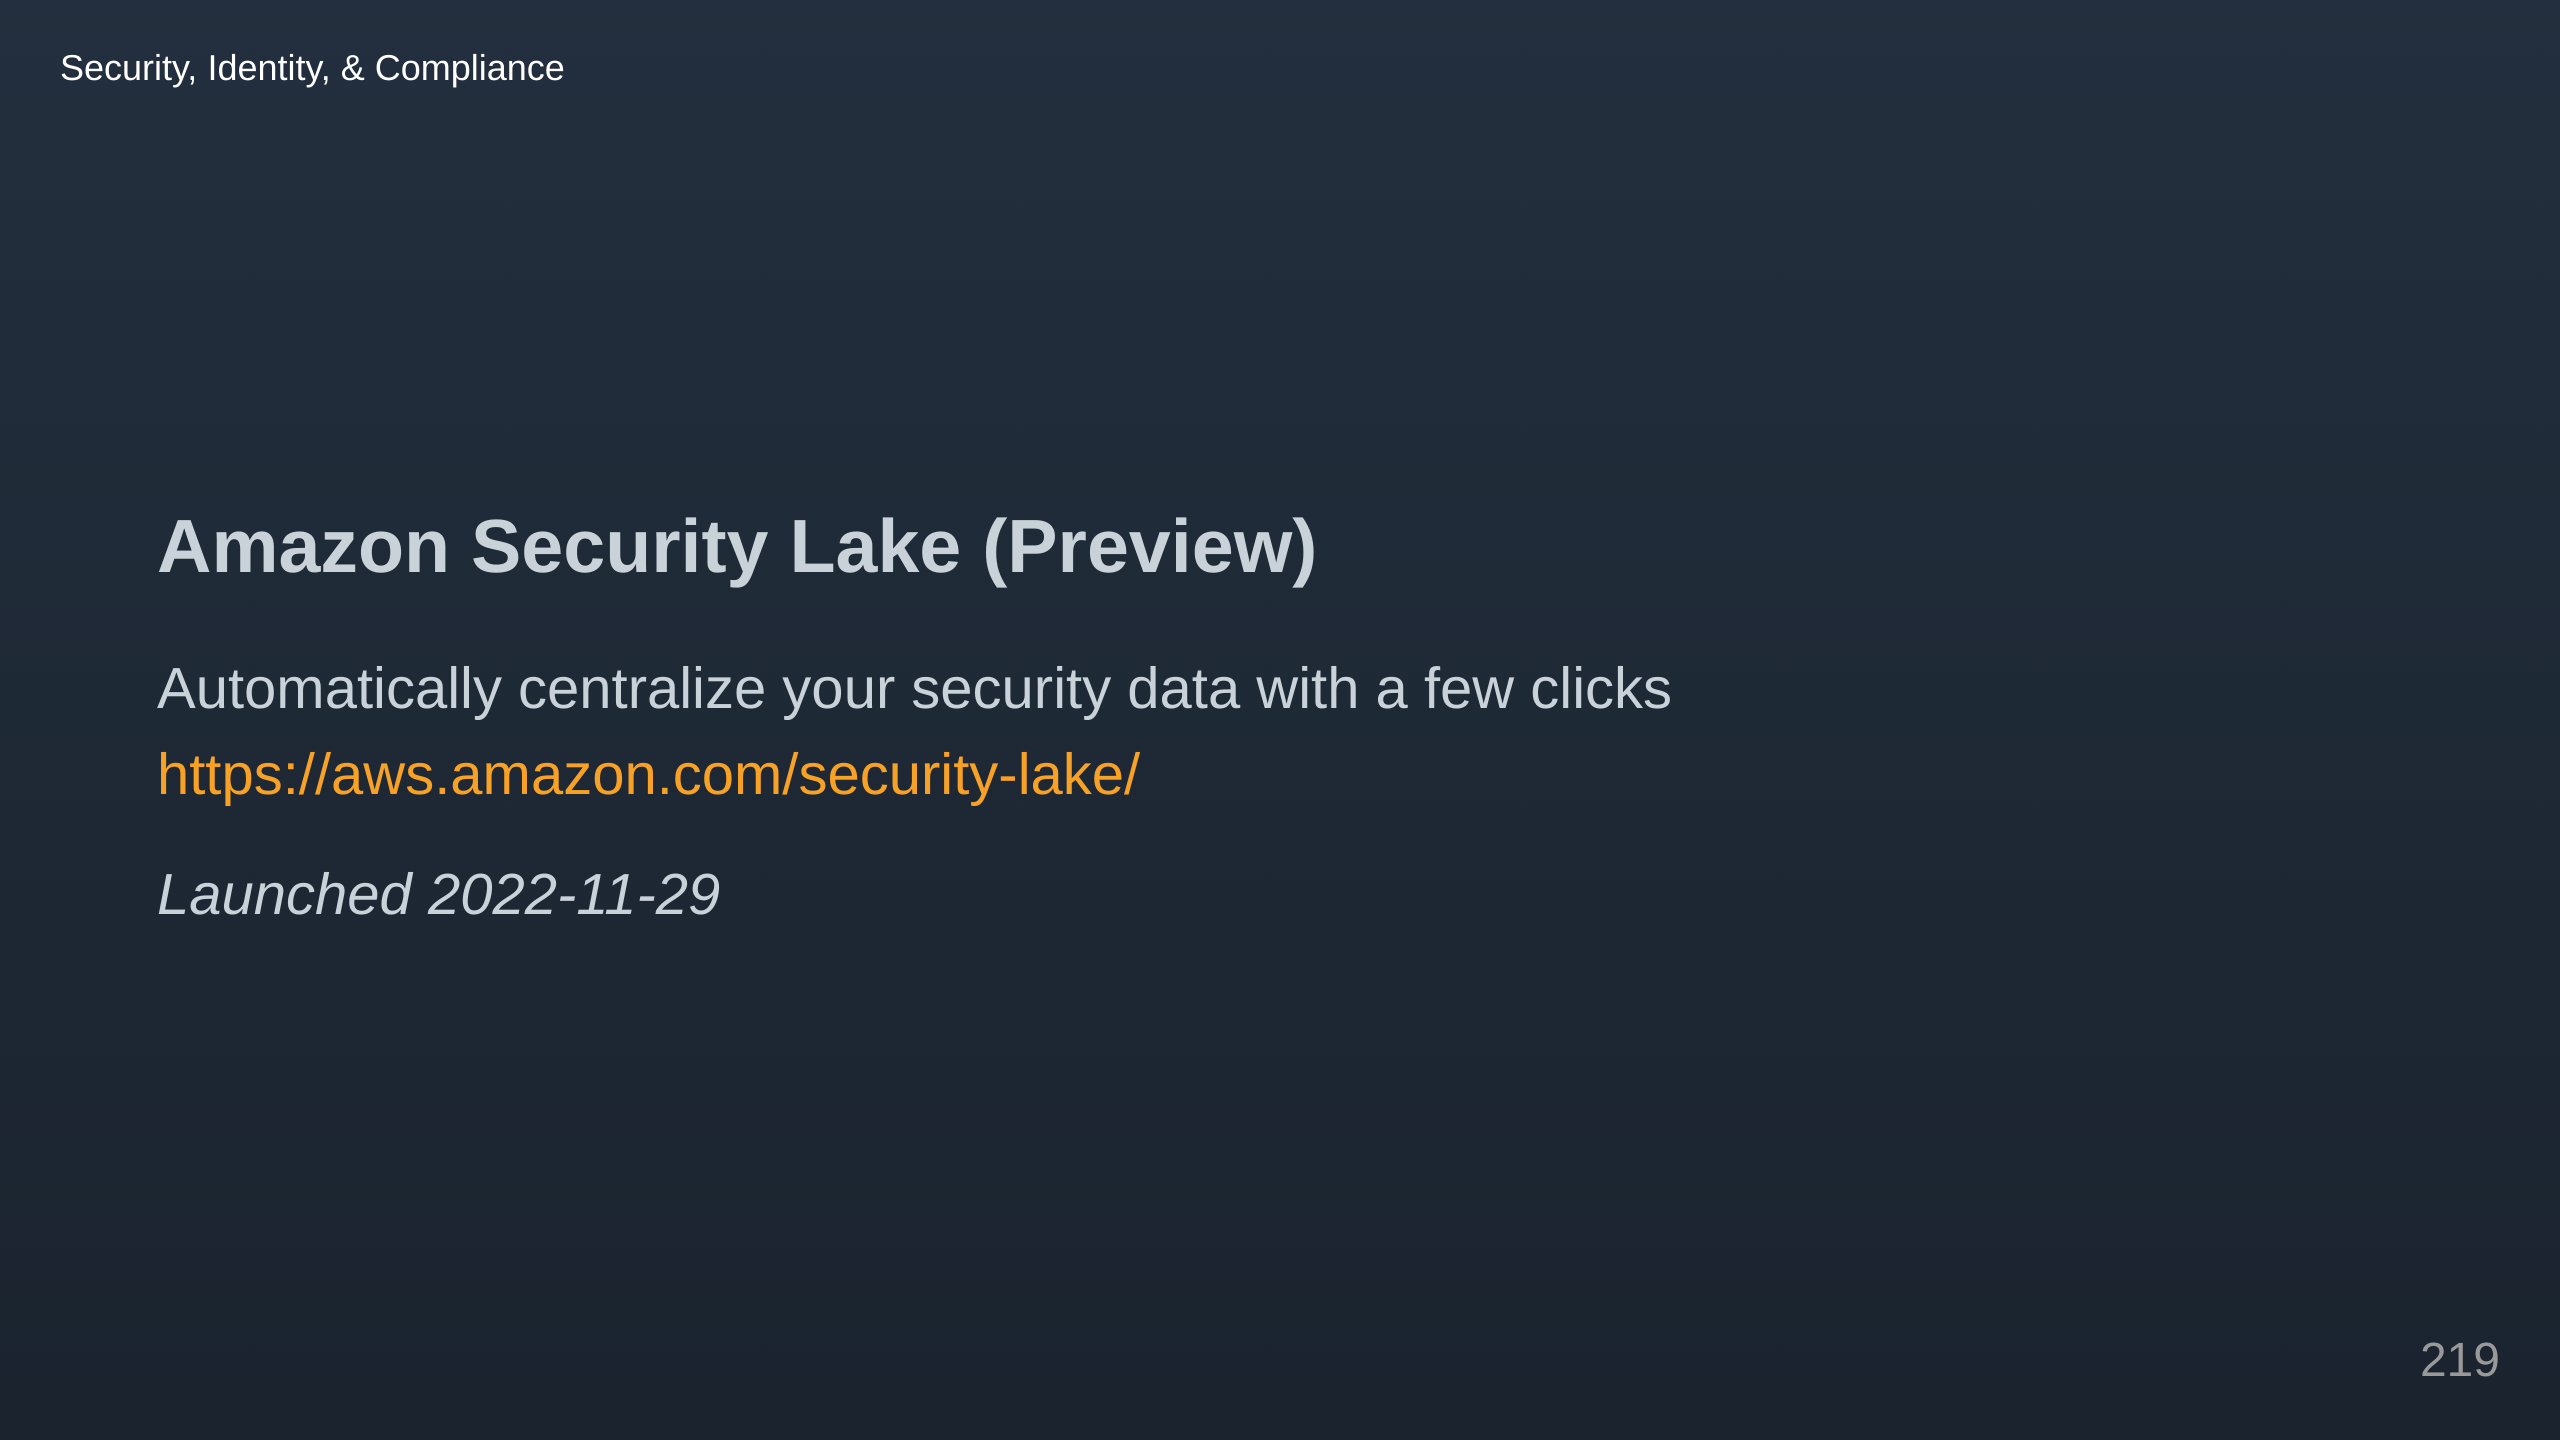 Security, Identity, & Compliance
Amazon Security Lake (Preview)
Automatically centralize your security data with a few clicks
https://aws.amazon.com/security-lake/
Launched 2022-11-29
219